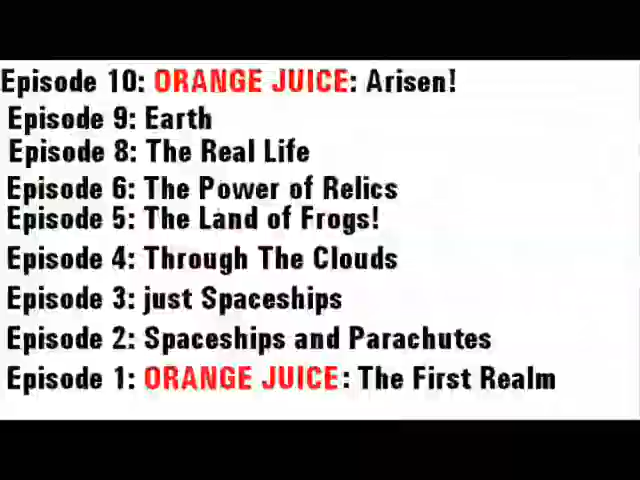 Episode 10: ORANGE JUICE: Arisen!
Episode 9: Earth
Episode 8: The Real Life
Episode 6: The Power of Relics
Episode 5: The Land of Frogs!
Episode 4: Through The Clouds
Episode 3: just Spaceships
Episode 2: Spaceships and Parachutes
Episode 1: ORANGE JUICE: The First Realm